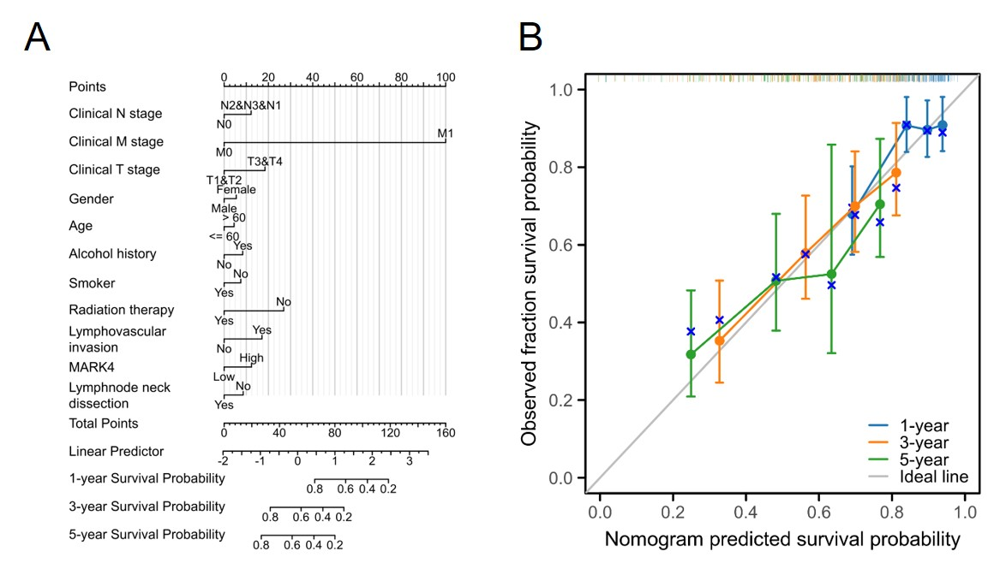 A
B
0 20 40 60 80 100
Points
N2&N3&N1
Clinical N stage
N0
M1
Clinical M stage
M0
T3&T4
Clinical T stage
T1&T2
Female
Gender
Male
> 60
Age
<= 60
Yes
Alcohol history
No
No
Smoker
Yes
No
Radiation therapy
Yes
Lymphovascular
invasion
Yes
No
High
MARK4
Low
Lymphnode neck
dissection
No
Yes
Total Points
0 40 80 120 160
Linear Predictor
-2 -1 0 1 2 3
1-year Survival Probability
0.8 0.6 0.4 0.2
3-year Survival Probability
0.8 0.6 0.4 0.2
5-year Survival Probability
0.8 0.6 0.4 0.2
Observed fraction survival probability
1.0
0.8
0.6
0.4
0.2
0.0
1-year
3-year
5-year
Ideal line
0.0 0.2 0.4 0.6 0.8 1.0
Nomogram predicted survival probability